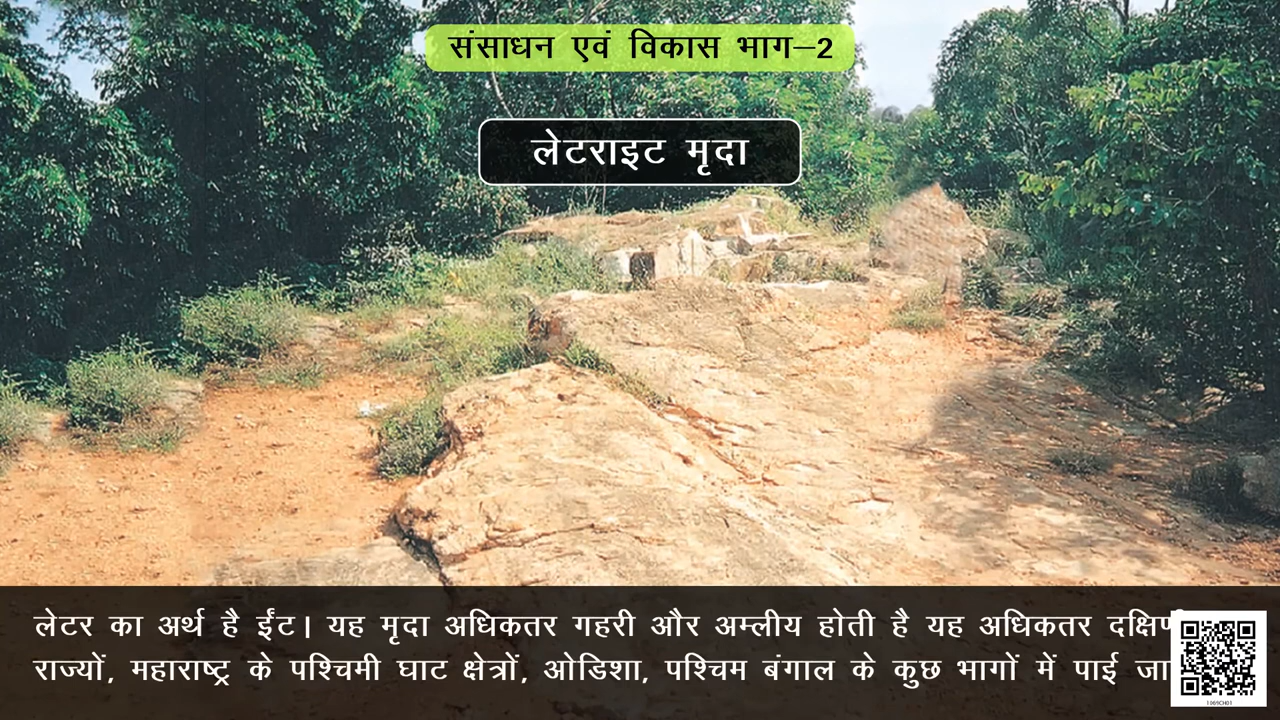 संसाधन एवं विकास भाग–2
लेटराइट मृदा
लेटर का अर्थ है ईंट। यह मृदा अधिकतर गहरी और अम्लीय होती है यह अधिकतर
राज्यों, महाराष्ट्र के पश्चिमी घाट क्षेत्रों, ओडिशा, पश्चिम बंगाल के कुछ भागों में पाई